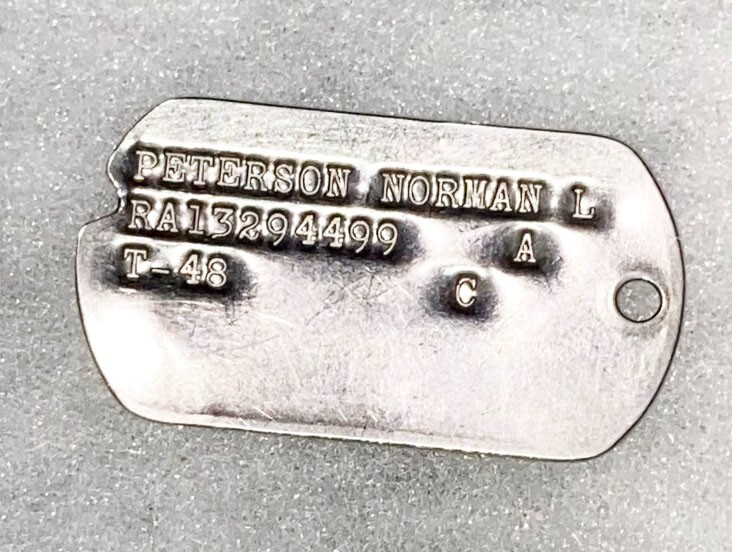 PETERSON NORMAN L
RA13294499 A
T-48 C